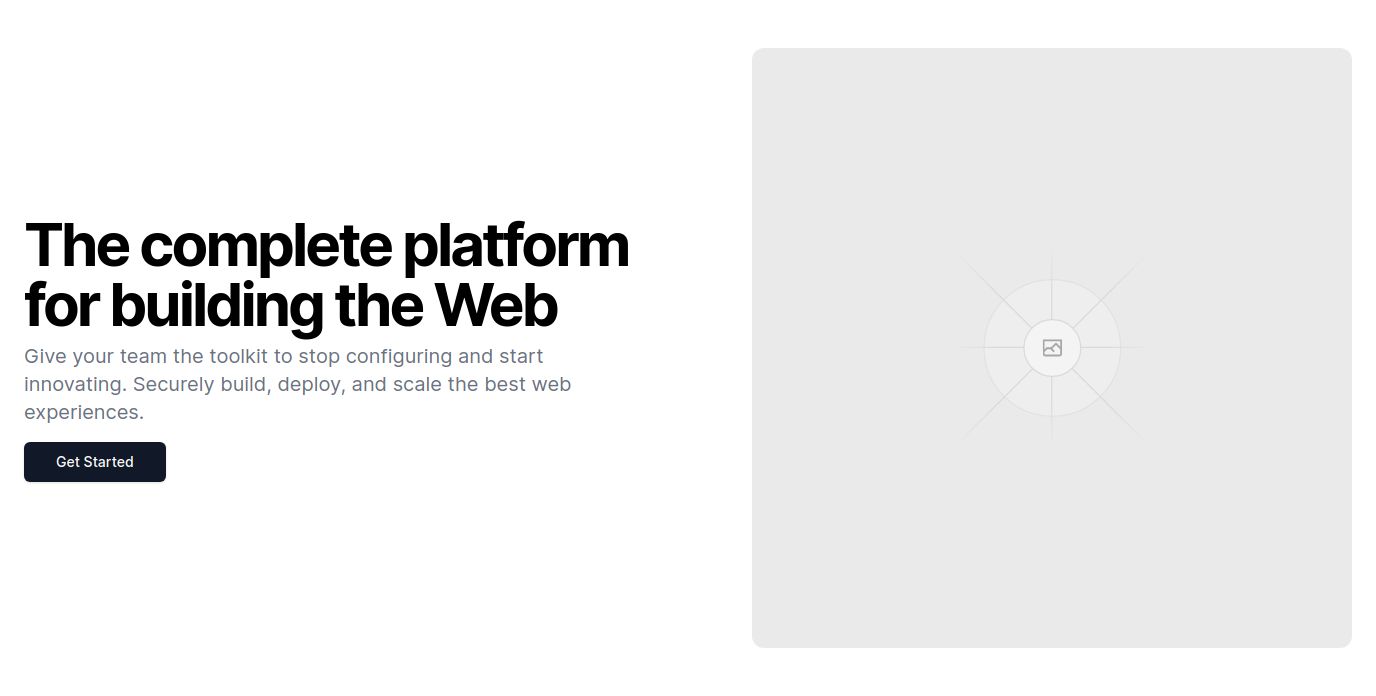 The complete platform
for building the Web
Give your team the toolkit to stop configuring and start
innovating. Securely build, deploy, and scale the best web
experiences.
Get Started